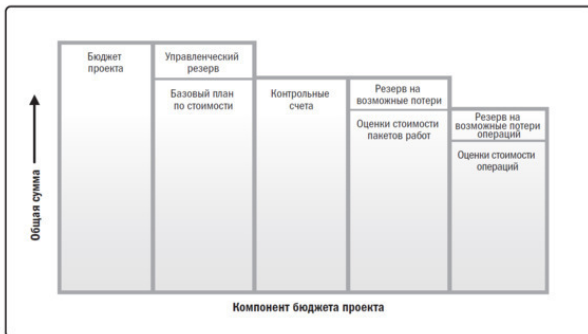 Бюджет
проекта
Управленческий
резерв
Базовый план
по стоимости
Контрольные
счета
Резерв на
возможные потери
Оценки стоимости
пакетов работ
Резерв на
возможные потери
операций
Оценки стоимости
операций
Общая сумма
Компонент бюджета проекта